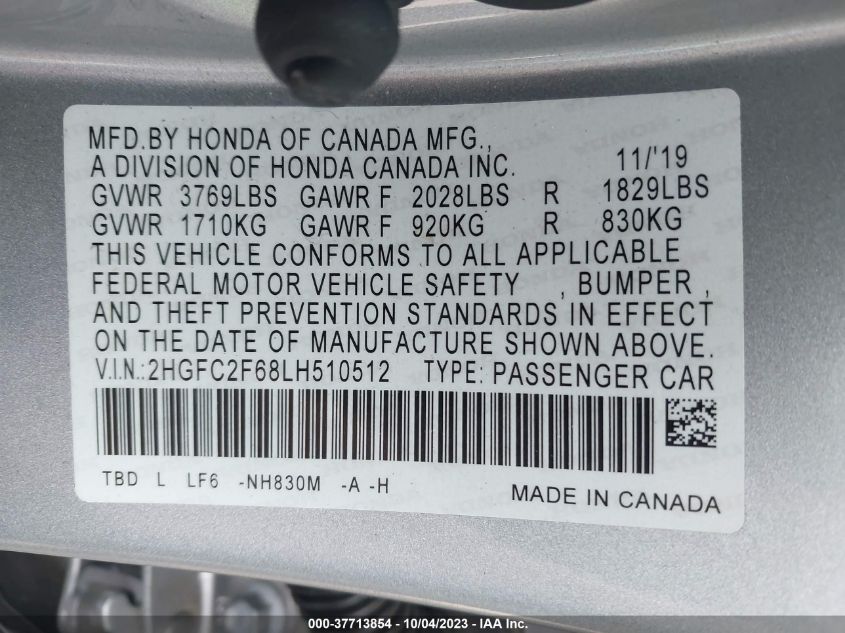 MFD.BY HONDA OF CANADA MFG.,
A DIVISION OF HONDA CANADA INC. 11/'19
GVWR 3769LBS GAWR F 2028LBS R 1829LBS
GVWR 1710KG GAWR F 920KG R 830KG
THIS VEHICLE CONFORMS TO ALL APPLICABLE
FEDERAL MOTOR VEHICLE SAFETY , BUMPER ,
AND THEFT PREVENTION STANDARDS IN EFFECT
ON THE DATE OF MANUFACTURE SHOWN ABOVE.
V.I.N.:2HGFC2F68LH510512 TYPE: PASSENGER CAR
TBD L LF6 -NH830M -A -H
MADE IN CANADA
000-37713854 - 10/04/2023 - IAA Inc.